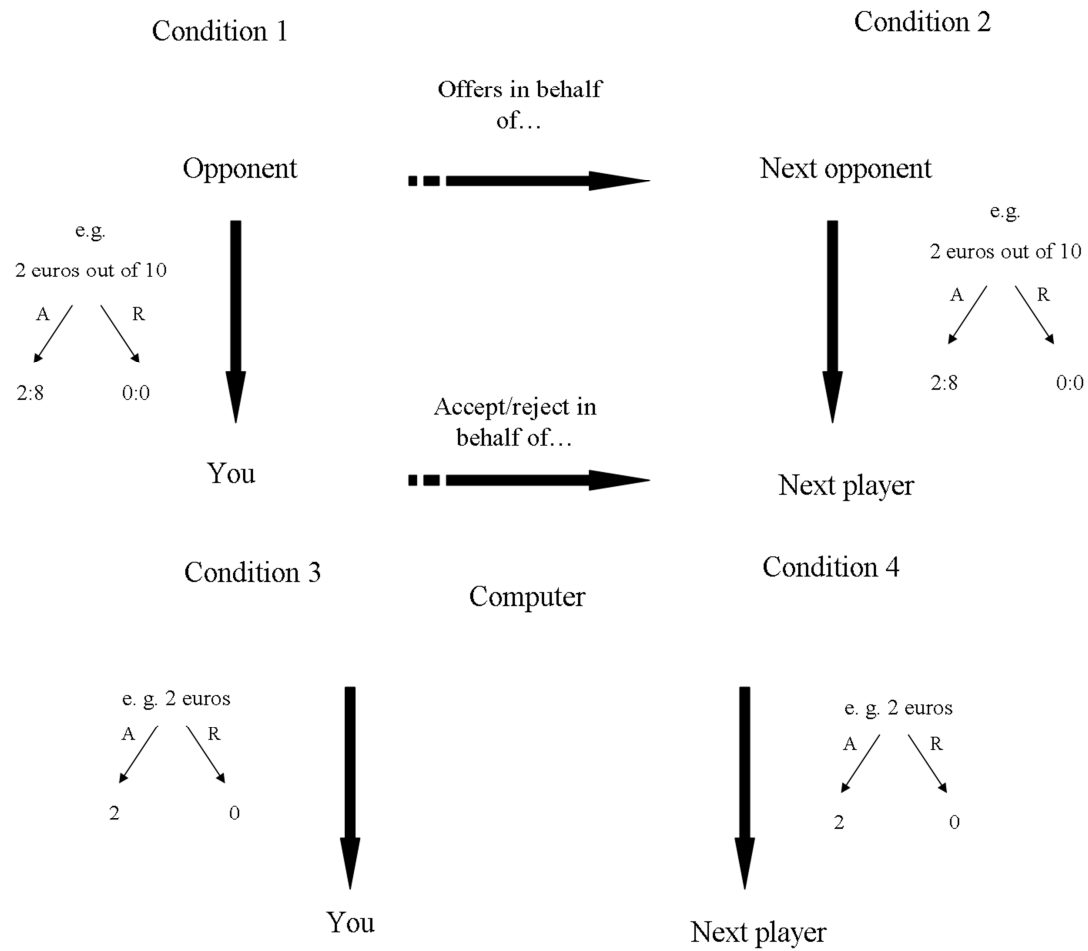 Condition 1
Condition 2
Offers in behalf
of…
Opponent
Next opponent
e.g.
2 euros out of 10
A
R
2:8
0:0
e.g.
2 euros out of 10
A
R
2:8
0:0
Accept/reject in
behalf of…
You
Next player
Condition 3
Condition 4
Computer
e. g. 2 euros
A
R
2
0
e. g. 2 euros
A
R
2
0
You
Next player